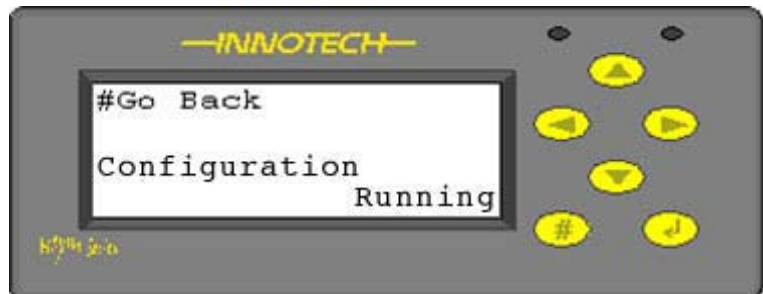 INNOTECH
#Go Back
Configuration
Running
#